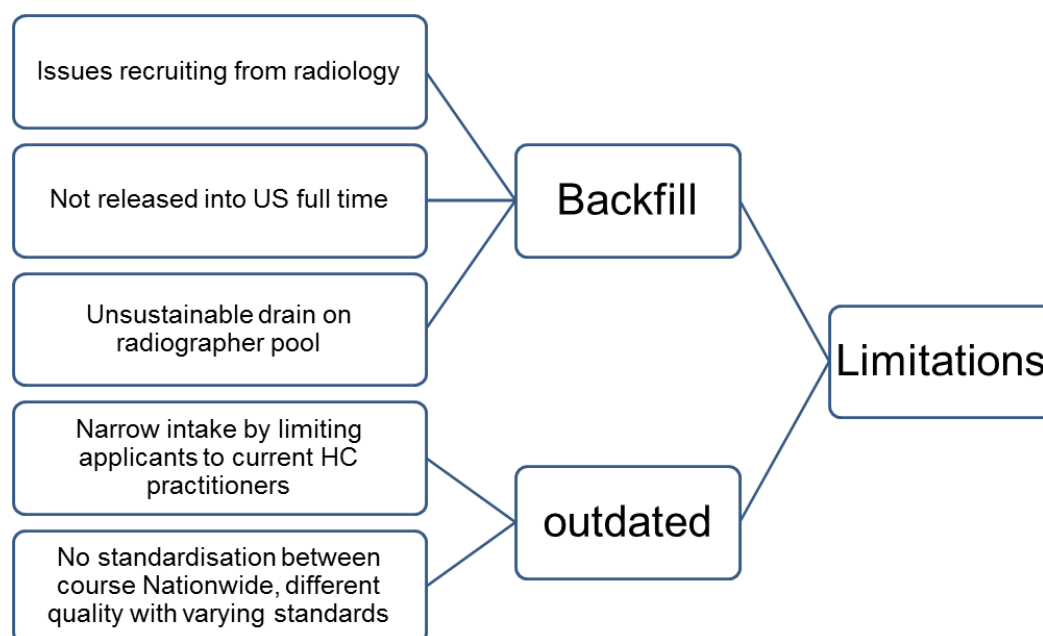 Issues recruiting from radiology
Not released into US full time
Unsustainable drain on
radiographer pool
Narrow intake by limiting
applicants to current HC
practitioners
No standardisation between
course Nationwide, different
quality with varying standards
Backfill
outdated
Limitations